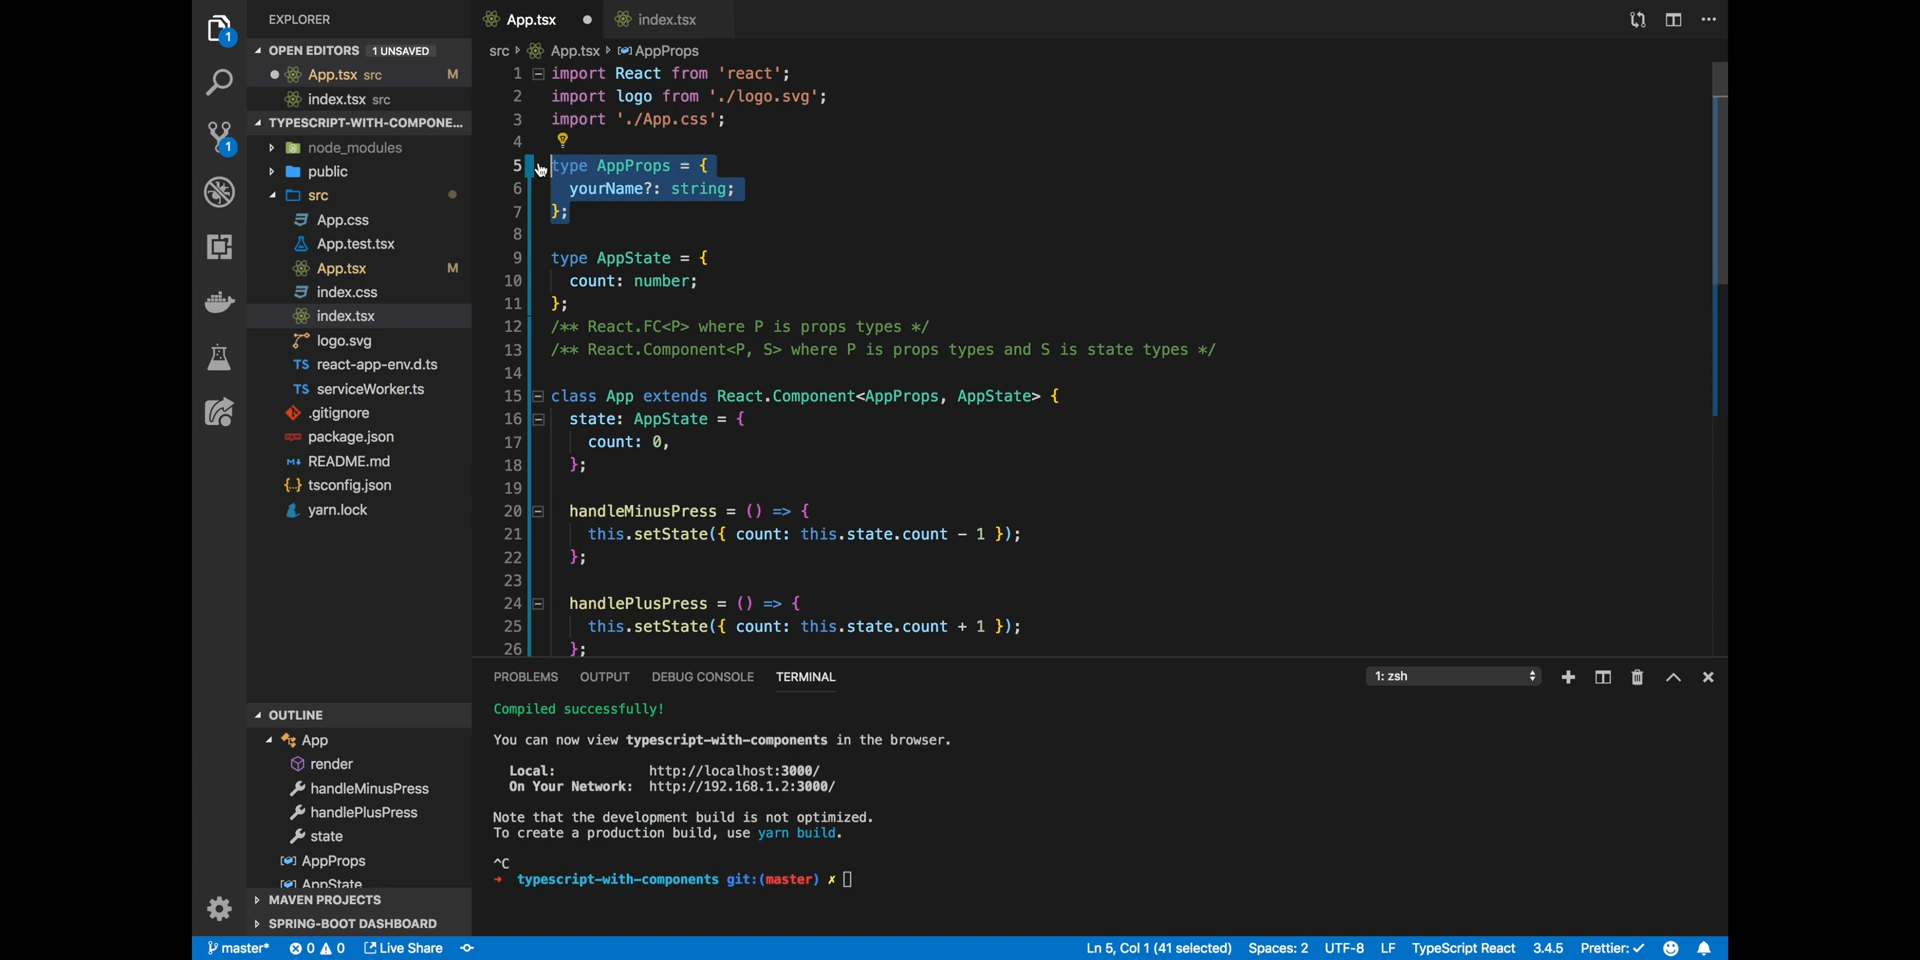 EXPLORER
OPEN EDITORS 1 UNSAVED
App.tsx src M
index.tsx src
TYPESCRIPT-WITH-COMPONE...
node_modules
public
src
App.css
App.test.tsx
App.tsx M
index.css
index.tsx
logo.svg
TS react-app-env.d.ts
TS serviceWorker.ts
.gitignore
package.json
README.md
tsconfig.json
yarn.lock
OUTLINE
App
render
handleMinusPress
handlePlusPress
state
AppProps
AppState
MAVEN PROJECTS
SPRING-BOOT DASHBOARD
1
1
App.tsx
index.tsx
src App.tsx AppProps
1 import React from 'react';
2 import logo from './logo.svg';
3 import './App.css';
4
5 type AppProps = {
6 yourName?: string;
7 };
8
9 type AppState = {
10 count: number;
11 };
12 /** React.FC<P> where P is props types */
13 /** React.Component<P, S> where P is props types and S is state types */
14
15 class App extends React.Component<AppProps, AppState> {
16 state: AppState = {
17 count: 0,
18 };
19
20 handleMinusPress = () => {
21 this.setState({ count: this.state.count - 1 });
22 };
23
24 handlePlusPress = () => {
25 this.setState({ count: this.state.count + 1 });
26 };
PROBLEMS OUTPUT DEBUG CONSOLE TERMINAL 1: zsh
Compiled successfully!
You can now view typescript-with-components in the browser.
Local: http://localhost:3000/
On Your Network: http://192.168.1.2:3000/
Note that the development build is not optimized.
To create a production build, use yarn build.
^C
→ typescript-with-components git:(master) ✗
master* 0 0 Live Share Ln 5, Col 1 (41 selected) Spaces: 2 UTF-8 LF TypeScript React 3.4.5 Prettier: ✓